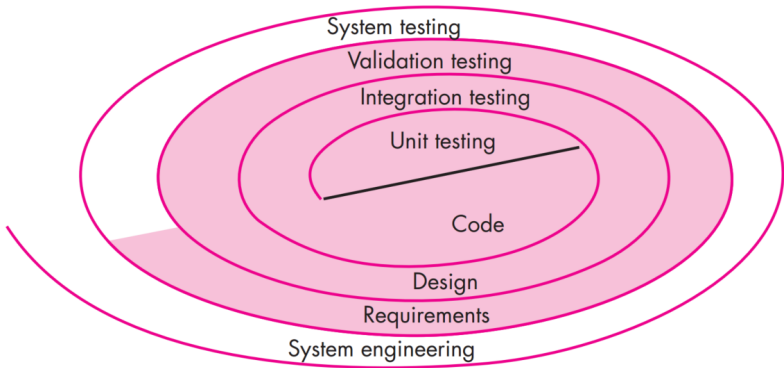 System testing
Validation testing
Integration testing
Unit testing
Code
Design
Requirements
System engineering